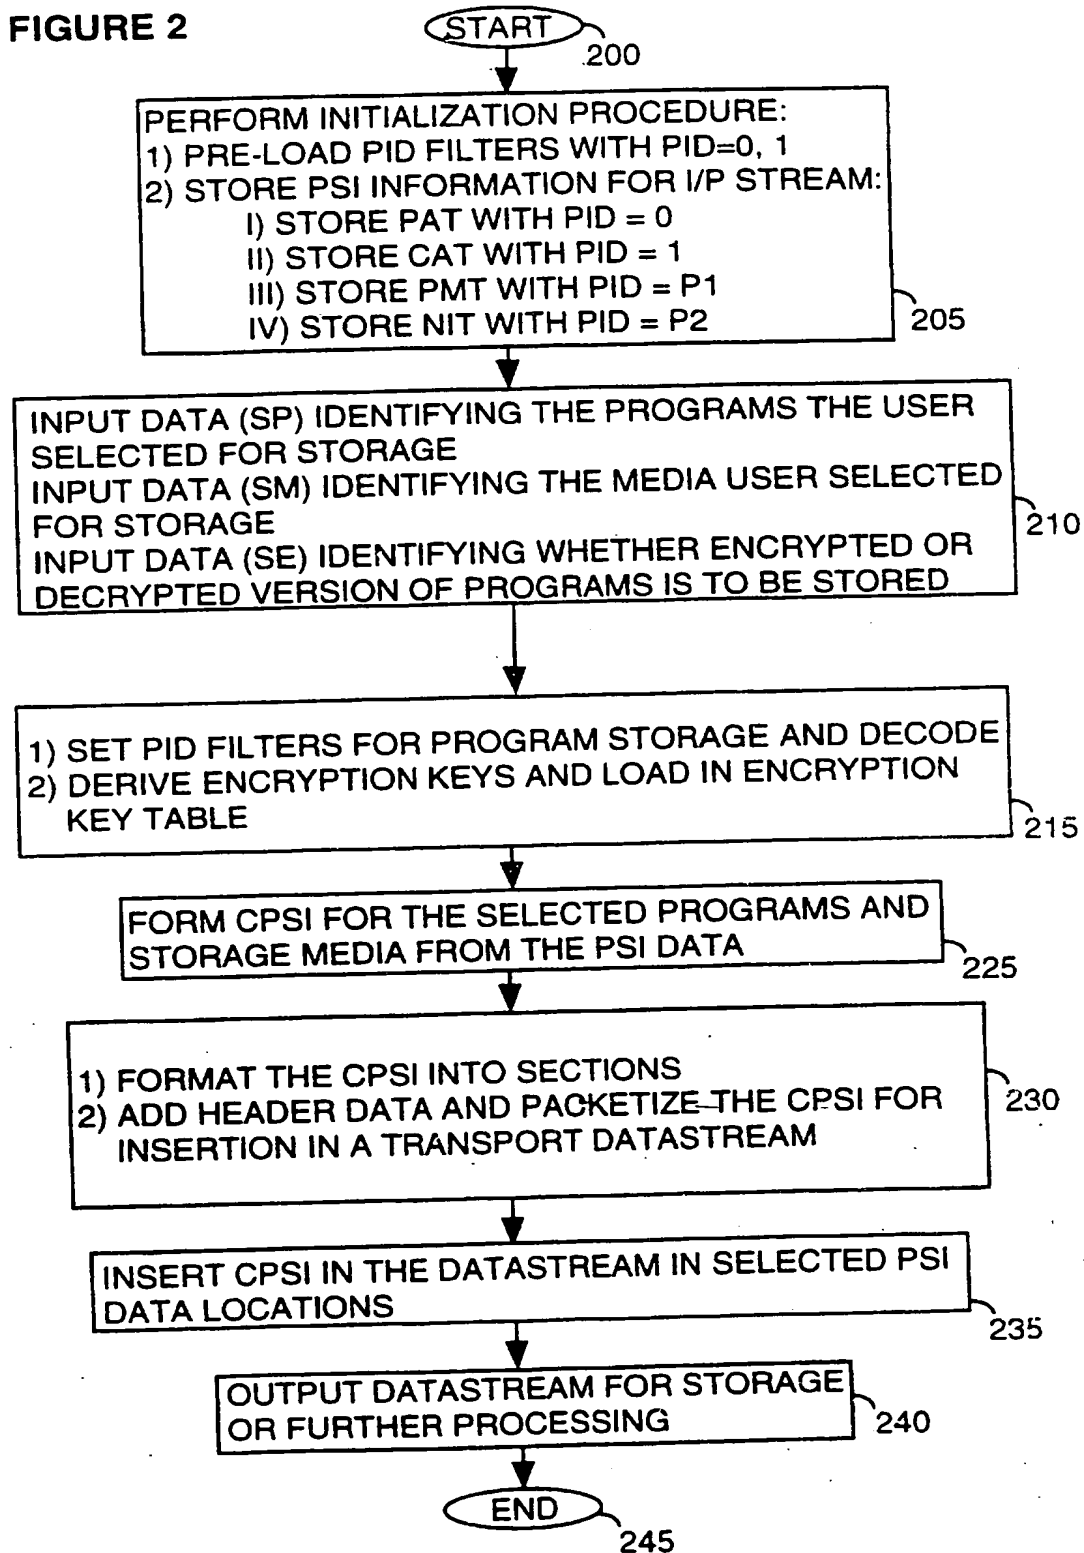 FIGURE 2
START
200
PERFORM INITIALIZATION PROCEDURE:
1) PRE-LOAD PID FILTERS WITH PID=0, 1
2) STORE PSI INFORMATION FOR I/P STREAM:
I) STORE PAT WITH PID = 0
II) STORE CAT WITH PID = 1
III) STORE PMT WITH PID = P1
IV) STORE NIT WITH PID = P2
205
INPUT DATA (SP) IDENTIFYING THE PROGRAMS THE USER
SELECTED FOR STORAGE
INPUT DATA (SM) IDENTIFYING THE MEDIA USER SELECTED
FOR STORAGE
INPUT DATA (SE) IDENTIFYING WHETHER ENCRYPTED OR
DECRYPTED VERSION OF PROGRAMS IS TO BE STORED
210
1) SET PID FILTERS FOR PROGRAM STORAGE AND DECODE
2) DERIVE ENCRYPTION KEYS AND LOAD IN ENCRYPTION
KEY TABLE
215
FORM CPSI FOR THE SELECTED PROGRAMS AND
STORAGE MEDIA FROM THE PSI DATA
225
1) FORMAT THE CPSI INTO SECTIONS
2) ADD HEADER DATA AND PACKETIZE THE CPSI FOR
INSERTION IN A TRANSPORT DATASTREAM
230
INSERT CPSI IN THE DATASTREAM IN SELECTED PSI
DATA LOCATIONS
235
OUTPUT DATASTREAM FOR STORAGE
OR FURTHER PROCESSING
240
END
245